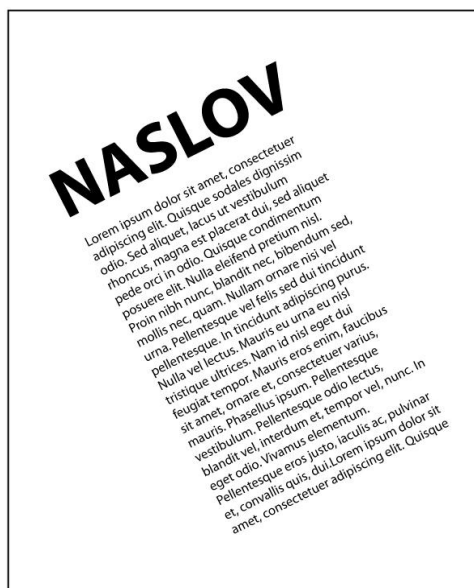 NASLOV
Lorem ipsum dolor sit amet, consectetuer
adipiscing elit. Quisque sodales dignissim
odio. Sed aliquet, lacus ut vestibulum
rhoncus, magna est placerat dui, sed aliquet
pede orci in odio. Quisque condimentum
posuere elit. Nulla eleifend pretium nisl.
Proin nibh nunc, blandit nec, bibendum sed,
mollis nec, quam. Nullam ornare nisi vel
urna. Pellentesque vel felis sed dui tincidunt
pellentesque. In tincidunt adipiscing purus.
Nulla vel lectus. Mauris eu urna eu nisl
tristique ultrices. Nam id nisl eget dui
feugiat tempor. Mauris eros enim, faucibus
sit amet, ornare et, consectetuer varius,
mauris. Phasellus ipsum. Pellentesque
vestibulum. Pellentesque odio lectus,
blandit vel, interdum et, tempor vel, nunc. In
eget odio. Vivamus elementum.
Pellentesque eros justo, iaculis ac, pulvinar
et, convallis quis, dui.Lorem ipsum dolor sit
amet, consectetuer adipiscing elit. Quisque